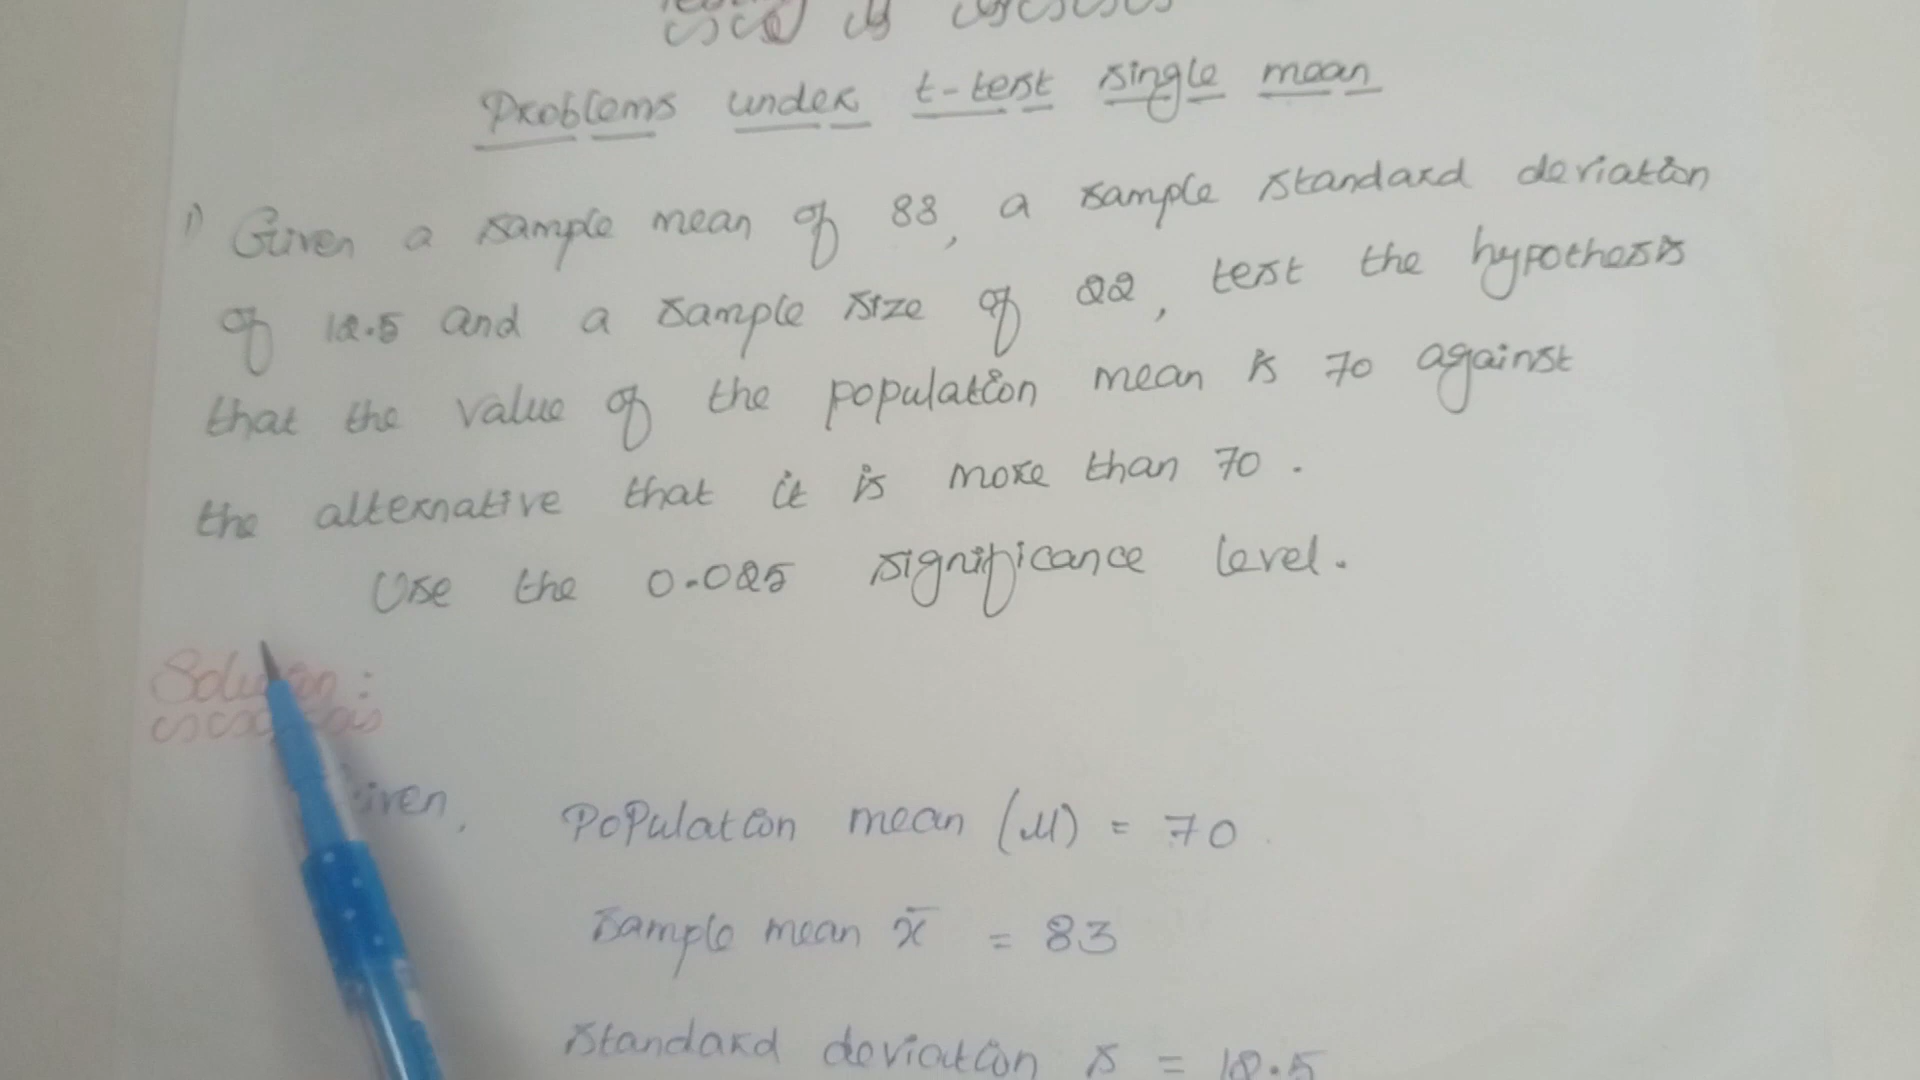 Problems under t-test single mean
1) Given a sample mean of 83, a sample standard deviation
of 12.5 and a sample size of 22, test the hypothesis
that the value of the population mean is 70 against
the alternative that it is more than 70.
Use the 0.025 significance level.
Solution:
Given, Population mean (μ) = 70.
Sample mean x̄ = 83
Standard deviation s = 12.5